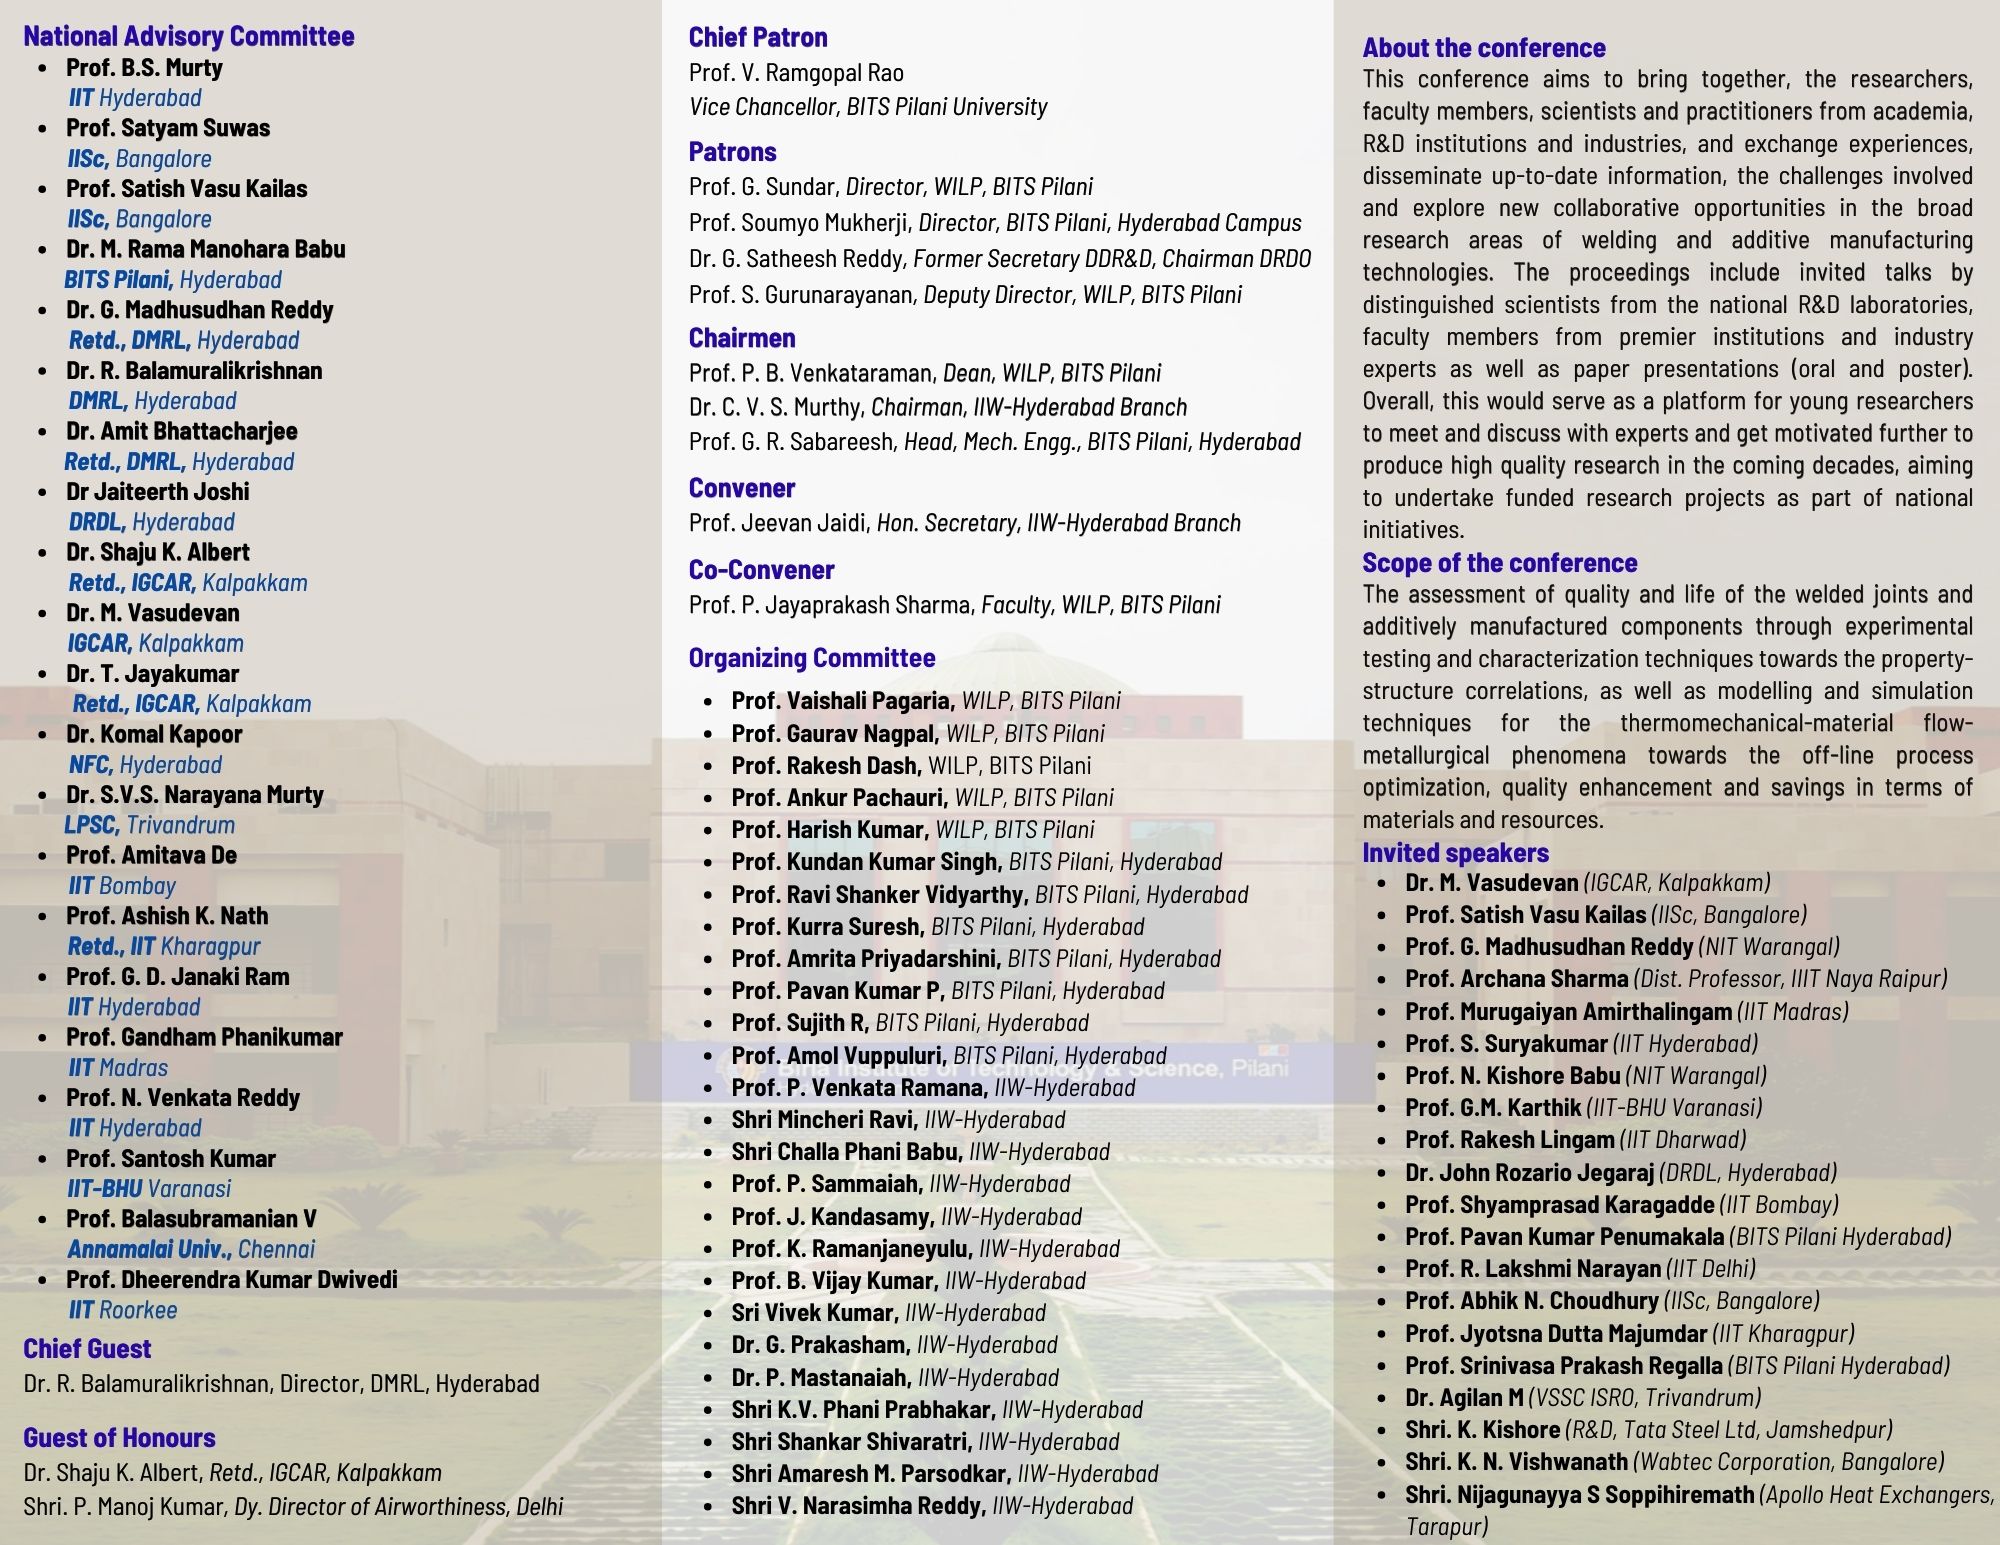 National Advisory Committee
• Prof. B.S. Murty
IIT Hyderabad
• Prof. Satyam Suwas
IISc, Bangalore
• Prof. Satish Vasu Kailas
IISc, Bangalore
• Dr. M. Rama Manohara Babu
BITS Pilani, Hyderabad
• Dr. G. Madhusudhan Reddy
Retd., DMRL, Hyderabad
• Dr. R. Balamuralikrishnan
DMRL, Hyderabad
• Dr. Amit Bhattacharjee
Retd., DMRL, Hyderabad
• Dr Jaiteerth Joshi
DRDL, Hyderabad
• Dr. Shaju K. Albert
Retd., IGCAR, Kalpakkam
• Dr. M. Vasudevan
IGCAR, Kalpakkam
• Dr. T. Jayakumar
Retd., IGCAR, Kalpakkam
• Dr. Komal Kapoor
NFC, Hyderabad
• Dr. S.V.S. Narayana Murty
LPSC, Trivandrum
• Prof. Amitava De
IIT Bombay
• Prof. Ashish K. Nath
Retd., IIT Kharagpur
• Prof. G. D. Janaki Ram
IIT Hyderabad
• Prof. Gandham Phanikumar
IIT Madras
• Prof. N. Venkata Reddy
IIT Hyderabad
• Prof. Santosh Kumar
IIT-BHU Varanasi
• Prof. Balasubramanian V
Annamalai Univ., Chennai
• Prof. Dheerendra Kumar Dwivedi
IIT Roorkee
Chief Guest
Dr. R. Balamuralikrishnan, Director, DMRL, Hyderabad
Guest of Honours
Dr. Shaju K. Albert, Retd., IGCAR, Kalpakkam
Shri. P. Manoj Kumar, Dy. Director of Airworthiness, Delhi
Chief Patron
Prof. V. Ramgopal Rao
Vice Chancellor, BITS Pilani University
Patrons
Prof. G. Sundar, Director, WILP, BITS Pilani
Prof. Soumyo Mukherji, Director, BITS Pilani, Hyderabad Campus
Dr. G. Satheesh Reddy, Former Secretary DDR&D, Chairman DRDO
Prof. S. Gurunarayanan, Deputy Director, WILP, BITS Pilani
Chairmen
Prof. P. B. Venkataraman, Dean, WILP, BITS Pilani
Dr. C. V. S. Murthy, Chairman, IIW-Hyderabad Branch
Prof. G. R. Sabareesh, Head, Mech. Engg., BITS Pilani, Hyderabad
Convener
Prof. Jeevan Jaidi, Hon. Secretary, IIW-Hyderabad Branch
Co-Convener
Prof. P. Jayaprakash Sharma, Faculty, WILP, BITS Pilani
Organizing Committee
• Prof. Vaishali Pagaria, WILP, BITS Pilani
• Prof. Gaurav Nagpal, WILP, BITS Pilani
• Prof. Rakesh Dash, WILP, BITS Pilani
• Prof. Ankur Pachauri, WILP, BITS Pilani
• Prof. Harish Kumar, WILP, BITS Pilani
• Prof. Kundan Kumar Singh, BITS Pilani, Hyderabad
• Prof. Ravi Shanker Vidyarthy, BITS Pilani, Hyderabad
• Prof. Kurra Suresh, BITS Pilani, Hyderabad
• Prof. Amrita Priyadarshini, BITS Pilani, Hyderabad
• Prof. Pavan Kumar P, BITS Pilani, Hyderabad
• Prof. Sujith R, BITS Pilani, Hyderabad
• Prof. Amol Vuppuluri, BITS Pilani, Hyderabad
Birla Institute of Technology & Science, Pilani
• Prof. P. Venkata Ramana, IIW-Hyderabad
• Shri Mincheri Ravi, IIW-Hyderabad
• Shri Challa Phani Babu, IIW-Hyderabad
• Prof. P. Sammaiah, IIW-Hyderabad
• Prof. J. Kandasamy, IIW-Hyderabad
• Prof. K. Ramanjaneyulu, IIW-Hyderabad
• Prof. B. Vijay Kumar, IIW-Hyderabad
• Sri Vivek Kumar, IIW-Hyderabad
• Dr. G. Prakasham, IIW-Hyderabad
• Dr. P. Mastanaiah, IIW-Hyderabad
• Shri K.V. Phani Prabhakar, IIW-Hyderabad
• Shri Shankar Shivaratri, IIW-Hyderabad
• Shri Amaresh M. Parsodkar, IIW-Hyderabad
• Shri V. Narasimha Reddy, IIW-Hyderabad
About the conference
This conference aims to bring together, the researchers,
faculty members, scientists and practitioners from academia,
R&D institutions and industries, and exchange experiences,
disseminate up-to-date information, the challenges involved
and explore new collaborative opportunities in the broad
research areas of welding and additive manufacturing
technologies. The proceedings include invited talks by
distinguished scientists from the national R&D laboratories,
faculty members from premier institutions and industry
experts as well as paper presentations (oral and poster).
Overall, this would serve as a platform for young researchers
to meet and discuss with experts and get motivated further to
produce high quality research in the coming decades, aiming
to undertake funded research projects as part of national
initiatives.
Scope of the conference
The assessment of quality and life of the welded joints and
additively manufactured components through experimental
testing and characterization techniques towards the property-
structure correlations, as well as modelling and simulation
techniques for the thermomechanical-material flow-
metallurgical phenomena towards the off-line process
optimization, quality enhancement and savings in terms of
materials and resources.
Invited speakers
• Dr. M. Vasudevan (IGCAR, Kalpakkam)
• Prof. Satish Vasu Kailas (IISc, Bangalore)
• Prof. G. Madhusudhan Reddy (NIT Warangal)
• Prof. Archana Sharma (Dist. Professor, IIIT Naya Raipur)
• Prof. Murugaiyan Amirthalingam (IIT Madras)
• Prof. S. Suryakumar (IIT Hyderabad)
• Prof. N. Kishore Babu (NIT Warangal)
• Prof. G.M. Karthik (IIT-BHU Varanasi)
• Prof. Rakesh Lingam (IIT Dharwad)
• Dr. John Rozario Jegaraj (DRDL, Hyderabad)
• Prof. Shyamprasad Karagadde (IIT Bombay)
• Prof. Pavan Kumar Penumakala (BITS Pilani Hyderabad)
• Prof. R. Lakshmi Narayan (IIT Delhi)
• Prof. Abhik N. Choudhury (IISc, Bangalore)
• Prof. Jyotsna Dutta Majumdar (IIT Kharagpur)
• Prof. Srinivasa Prakash Regalla (BITS Pilani Hyderabad)
• Dr. Agilan M (VSSC ISRO, Trivandrum)
• Shri. K. Kishore (R&D, Tata Steel Ltd, Jamshedpur)
• Shri. K. N. Vishwanath (Wabtec Corporation, Bangalore)
• Shri. Nijagunayya S Soppihiremath (Apollo Heat Exchangers,
Tarapur)